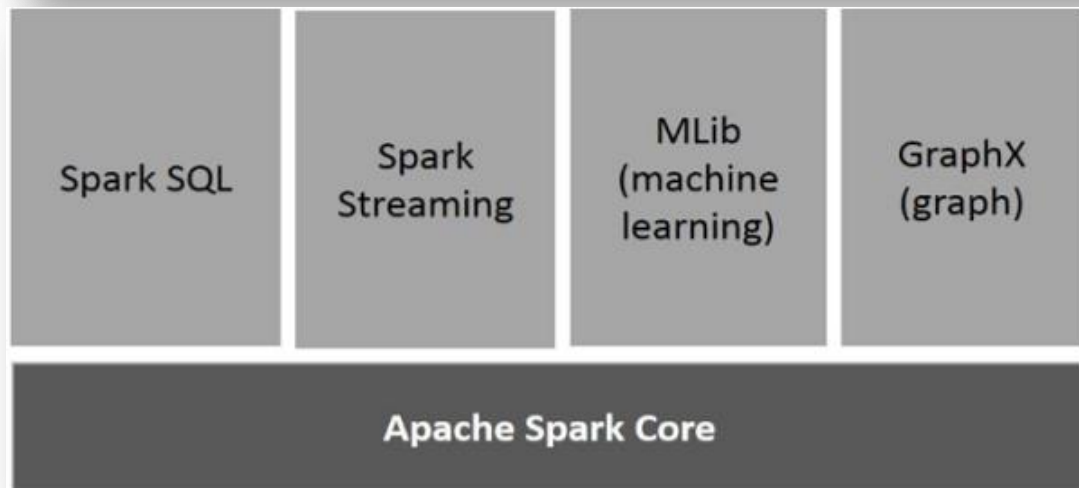 Spark SQL
Spark
Streaming
MLib
(machine
learning)
GraphX
(graph)
Apache Spark Core